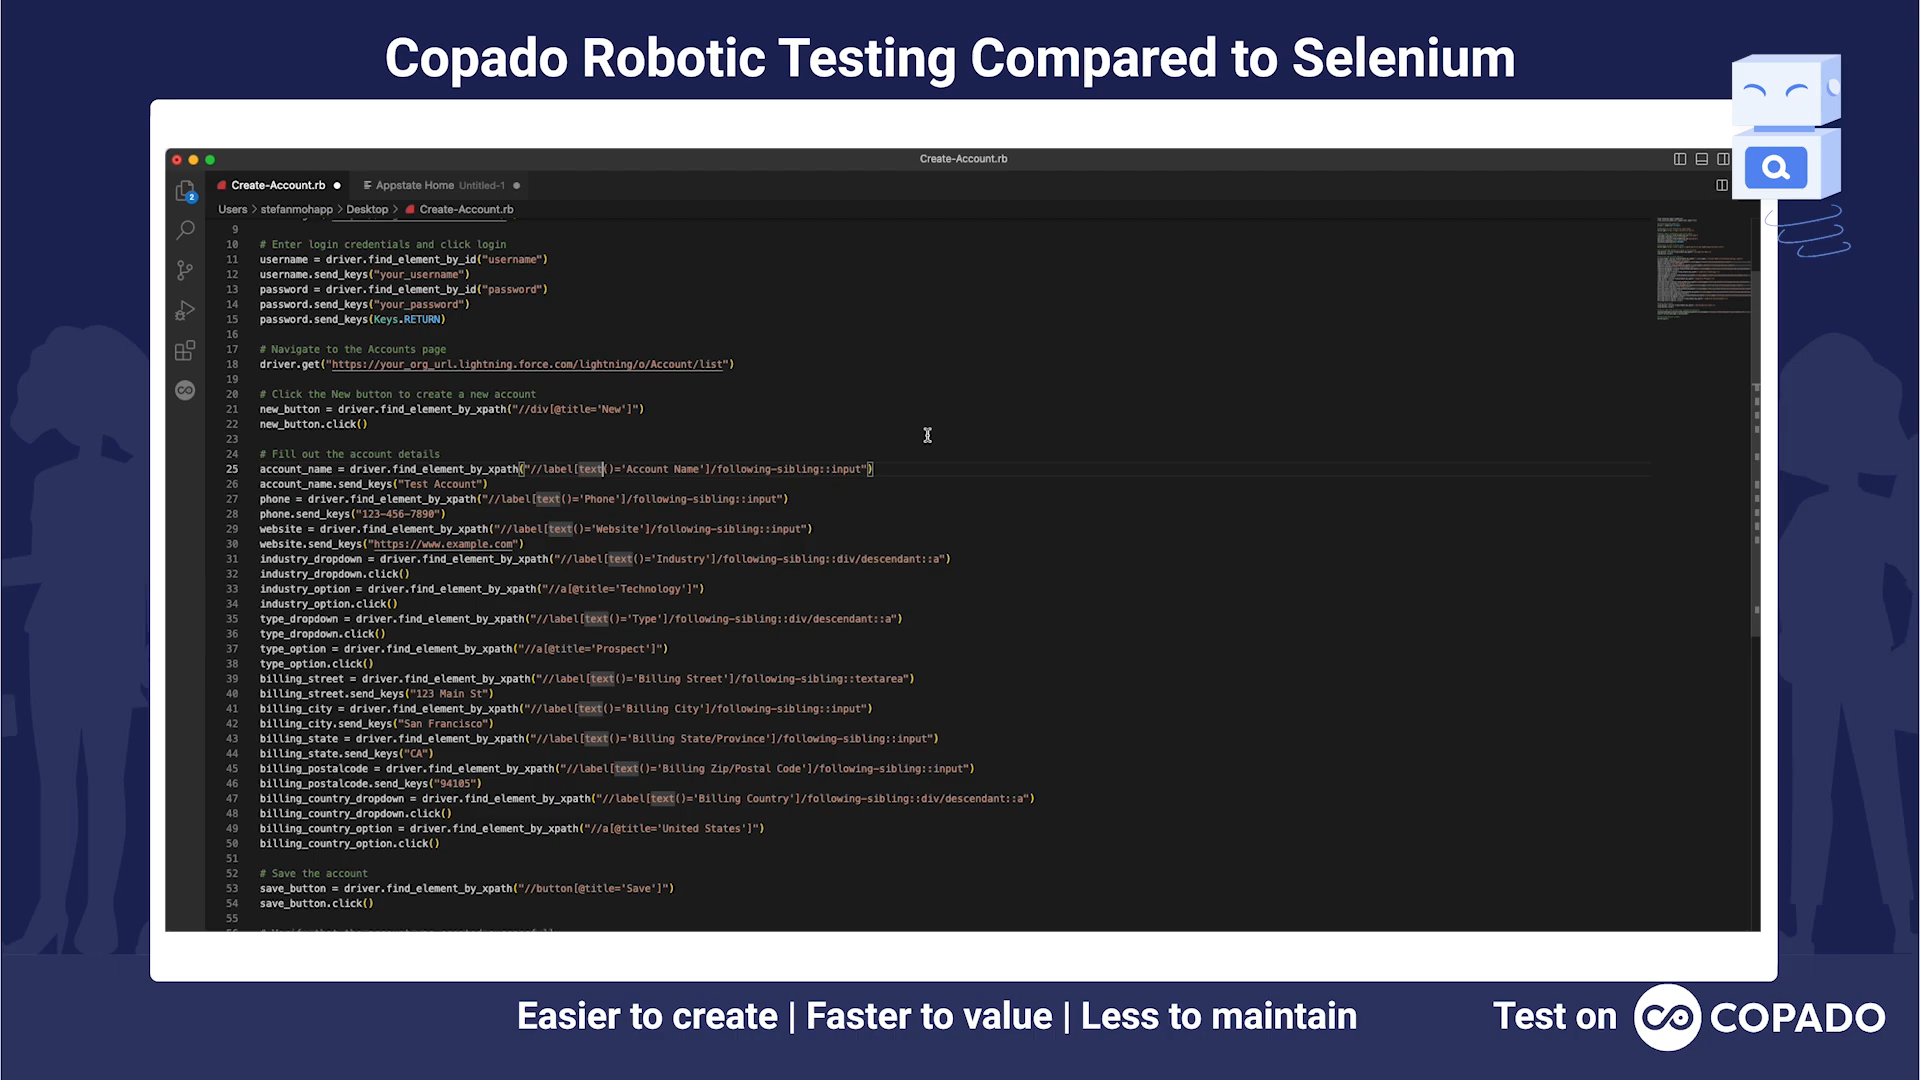 Copado Robotic Testing Compared to Selenium
Create-Account.rb
Create-Account.rb
Appstate Home Untitled-1
2
Users > stefanmohapp > Desktop > Create-Account.rb
9
10 # Enter login credentials and click login
11 username = driver.find_element_by_id("username")
12 username.send_keys("your_username")
13 password = driver.find_element_by_id("password")
14 password.send_keys("your_password")
15 password.send_keys(Keys.RETURN)
16
17 # Navigate to the Accounts page
18 driver.get("https://your_org_url.lightning.force.com/lightning/o/Account/list")
19
20 # Click the New button to create a new account
21 new_button = driver.find_element_by_xpath("//div[@title='New']")
22 new_button.click()
23
24 # Fill out the account details
25 account_name = driver.find_element_by_xpath("//label[text()='Account Name']/following-sibling::input")
26 account_name.send_keys("Test Account")
27 phone = driver.find_element_by_xpath("//label[text()='Phone']/following-sibling::input")
28 phone.send_keys("123-456-7890")
29 website = driver.find_element_by_xpath("//label[text()='Website']/following-sibling::input")
30 website.send_keys("https://www.example.com")
31 industry_dropdown = driver.find_element_by_xpath("//label[text()='Industry']/following-sibling::div/descendant::a")
32 industry_dropdown.click()
33 industry_option = driver.find_element_by_xpath("//a[@title='Technology']")
34 industry_option.click()
35 type_dropdown = driver.find_element_by_xpath("//label[text()='Type']/following-sibling::div/descendant::a")
36 type_dropdown.click()
37 type_option = driver.find_element_by_xpath("//a[@title='Prospect']")
38 type_option.click()
39 billing_street = driver.find_element_by_xpath("//label[text()='Billing Street']/following-sibling::textarea")
40 billing_street.send_keys("123 Main St")
41 billing_city = driver.find_element_by_xpath("//label[text()='Billing City']/following-sibling::input")
42 billing_city.send_keys("San Francisco")
43 billing_state = driver.find_element_by_xpath("//label[text()='Billing State/Province']/following-sibling::input")
44 billing_state.send_keys("CA")
45 billing_postalcode = driver.find_element_by_xpath("//label[text()='Billing Zip/Postal Code']/following-sibling::input")
46 billing_postalcode.send_keys("94105")
47 billing_country_dropdown = driver.find_element_by_xpath("//label[text()='Billing Country']/following-sibling::div/descendant::a")
48 billing_country_dropdown.click()
49 billing_country_option = driver.find_element_by_xpath("//a[@title='United States']")
50 billing_country_option.click()
51
52 # Save the account
53 save_button = driver.find_element_by_xpath("//button[@title='Save']")
54 save_button.click()
55
Easier to create | Faster to value | Less to maintain
Test on COPADO